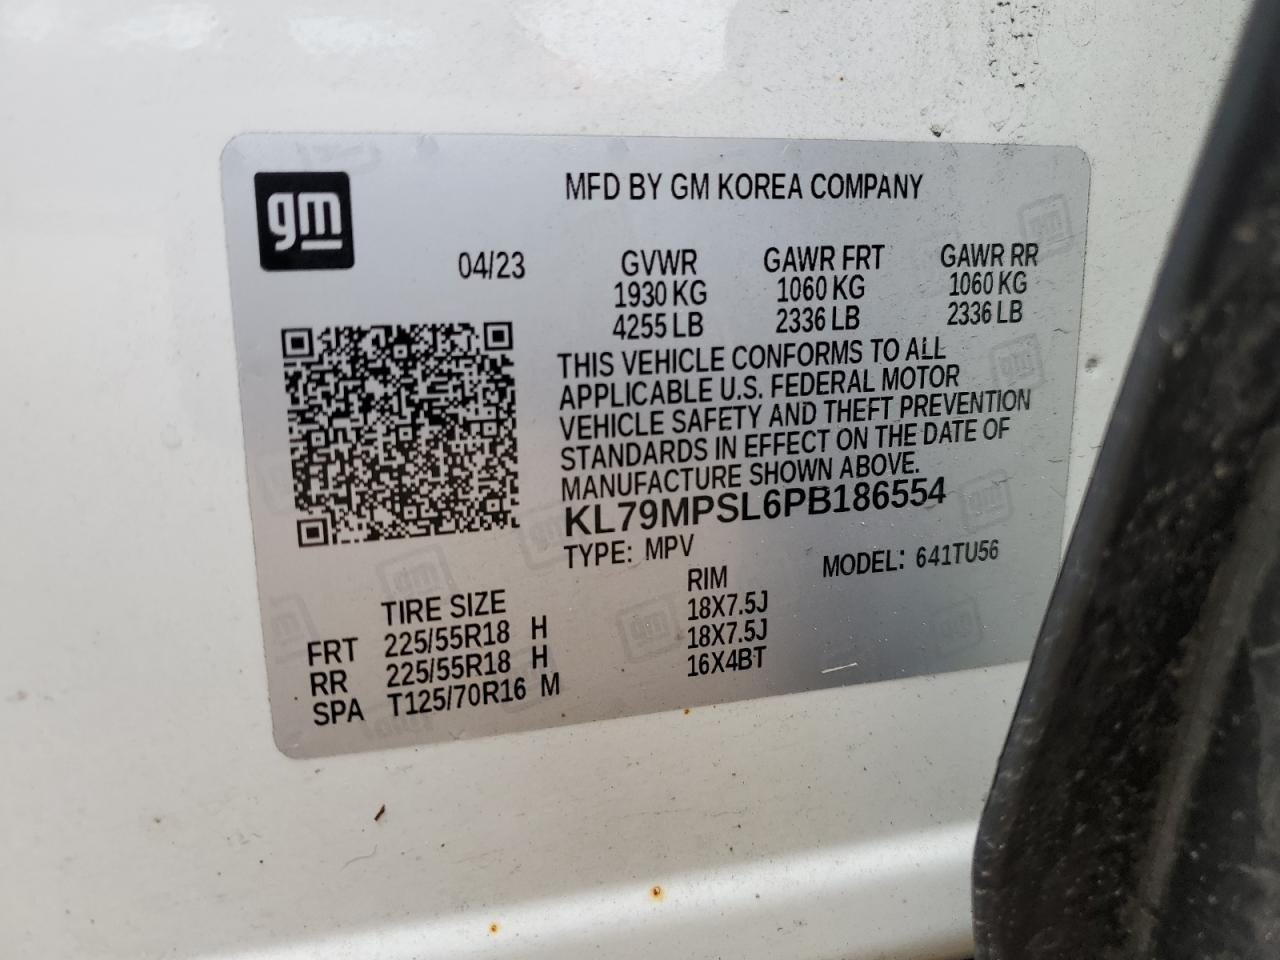 gm
MFD BY GM KOREA COMPANY
04/23 GVWR GAWR FRT GAWR RR
1930 KG 1060 KG 1060 KG
4255 LB 2336 LB 2336 LB
THIS VEHICLE CONFORMS TO ALL
APPLICABLE U.S. FEDERAL MOTOR
VEHICLE SAFETY AND THEFT PREVENTION
STANDARDS IN EFFECT ON THE DATE OF
MANUFACTURE SHOWN ABOVE.
KL79MPSL6PB186554
TYPE: MPV MODEL: 641TU56
TIRE SIZE RIM
FRT 225/55R18 H 18X7.5J
RR 225/55R18 H 18X7.5J
SPA T125/70R16 M 16X4BT